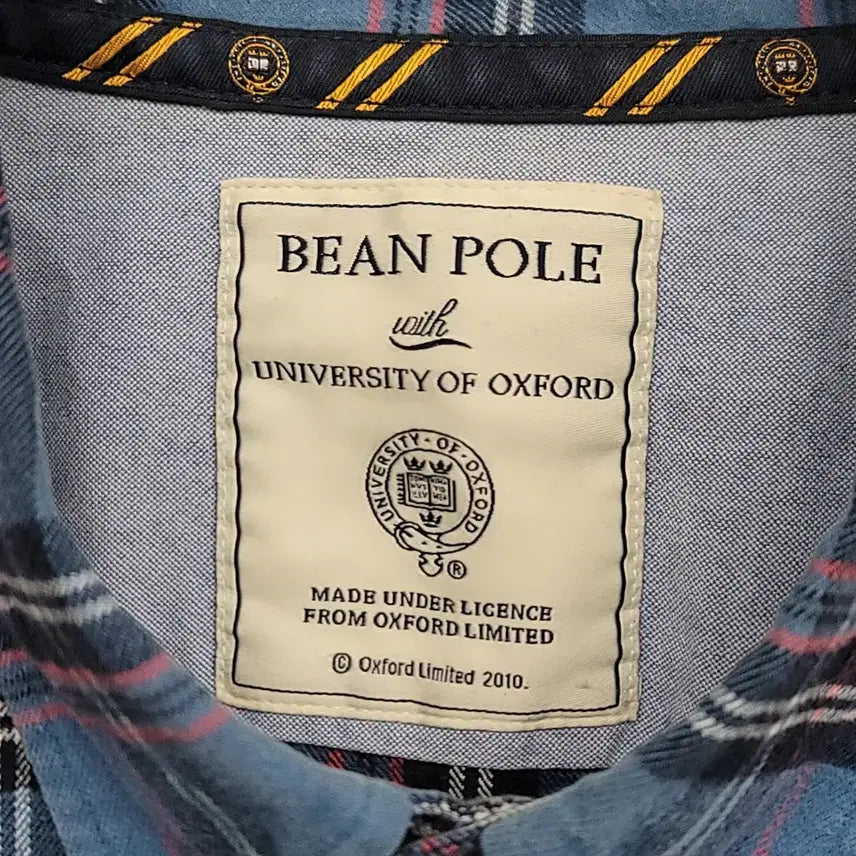 BEAN POLE
with
UNIVERSITY OF OXFORD
UNIVERSITY · OF · OXFORD
®
MADE UNDER LICENCE
FROM OXFORD LIMITED
© Oxford Limited 2010.